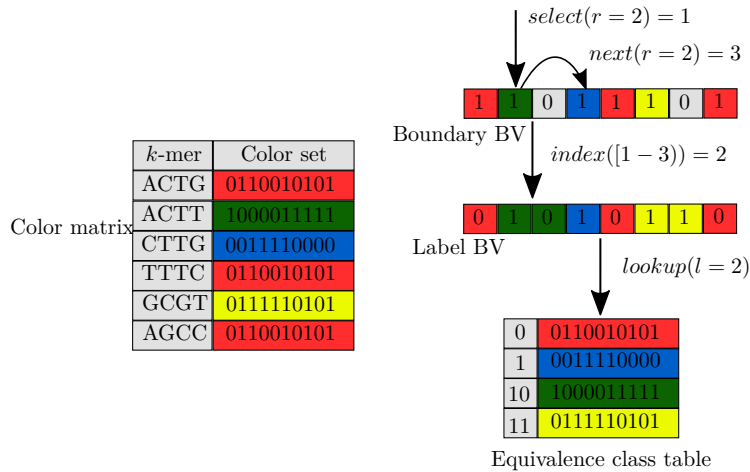 select(r = 2) = 1
next(r = 2) = 3
1 1 0 1 1 1 0 1
Boundary BV
index([1 − 3)) = 2
0 1 0 1 0 1 1 0
Label BV
lookup(l = 2)
Color matrix
k-mer Color set
ACTG 0110010101
ACTT 1000011111
CTTG 0011110000
TTTC 0110010101
GCGT 0111110101
AGCC 0110010101
0 0110010101
1 0011110000
10 1000011111
11 0111110101
Equivalence class table